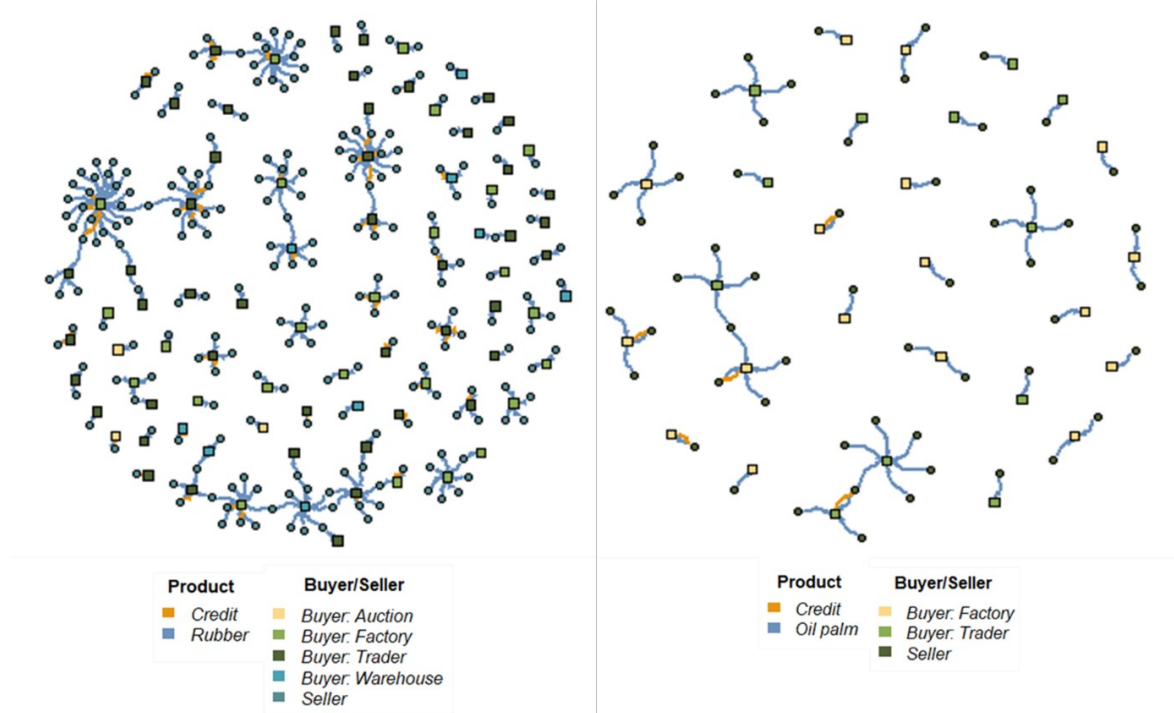 Product
Credit
Rubber
Buyer/Seller
Buyer: Auction
Buyer: Factory
Buyer: Trader
Buyer: Warehouse
Seller
Product
Credit
Oil palm
Buyer/Seller
Buyer: Factory
Buyer: Trader
Seller